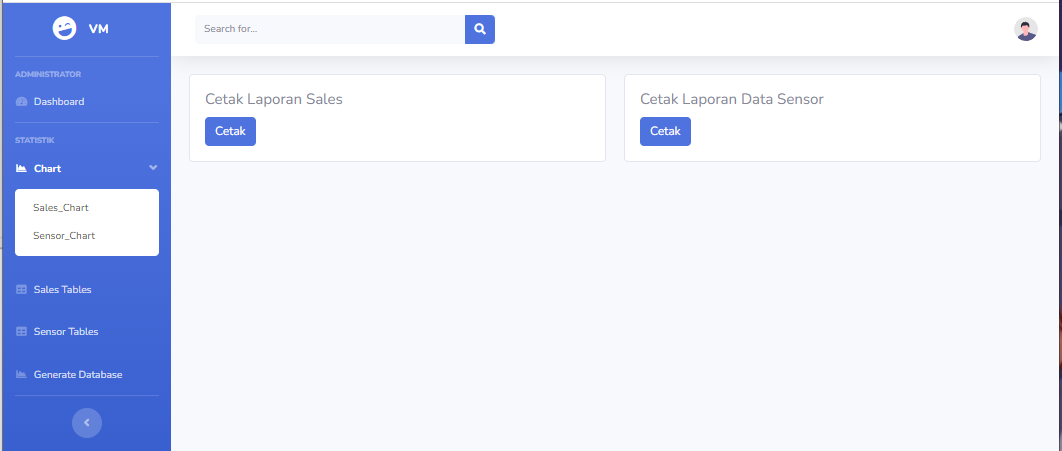 VM
Search for...
ADMINISTRATOR
Dashboard
STATISTIK
Chart
Sales_Chart
Sensor_Chart
Sales Tables
Sensor Tables
Generate Database
Cetak Laporan Sales
Cetak
Cetak Laporan Data Sensor
Cetak